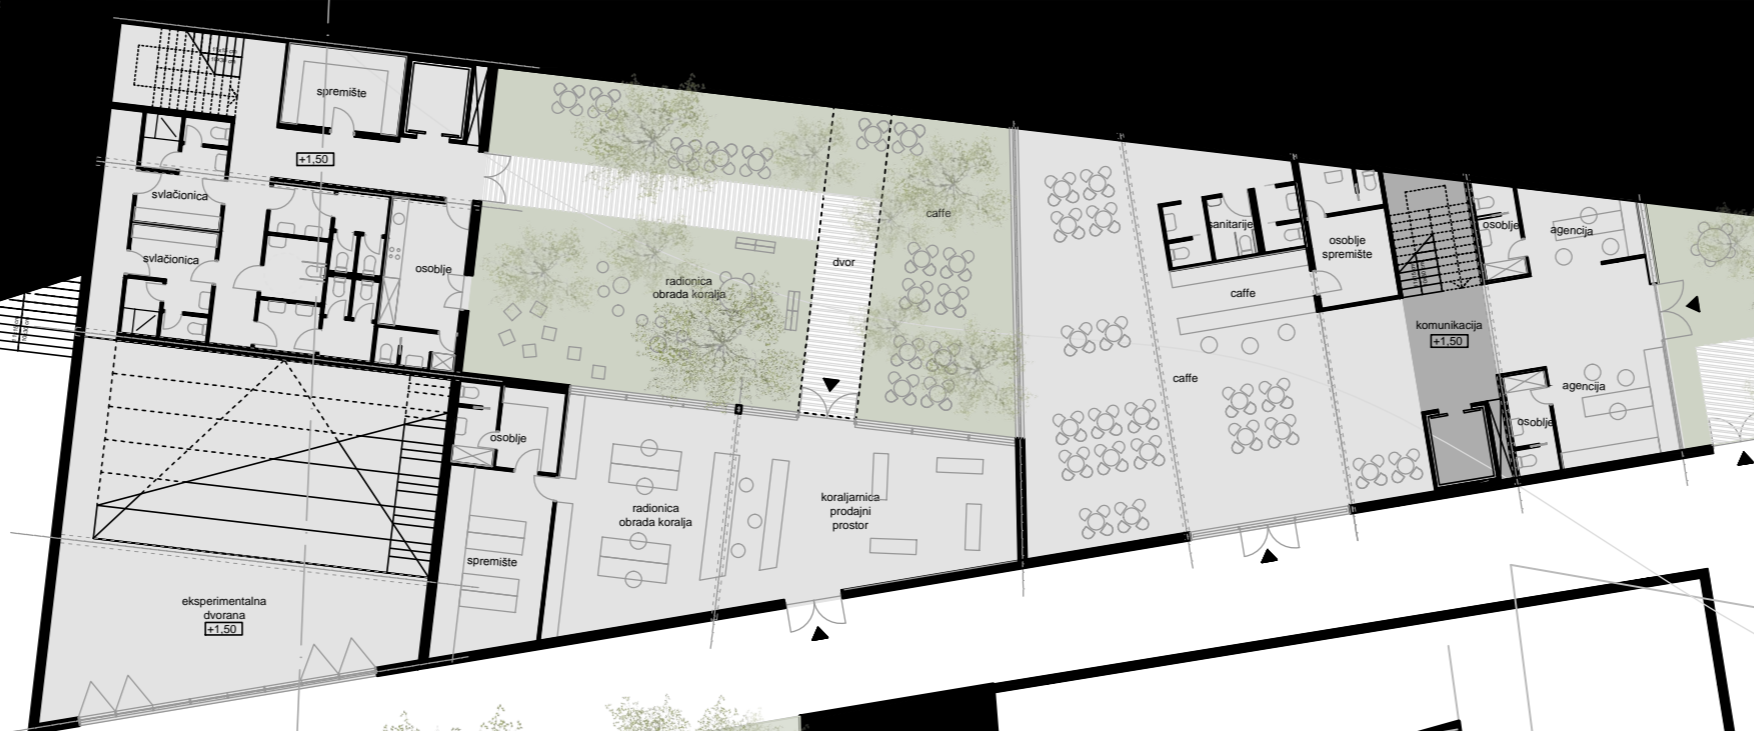 spremište
+1,50
svlačionica
svlačionica
osoblje
radionica
obrada koralja
dvor
caffe
sanitarije
osoblje
spremište
caffe
caffe
komunikacija
+1,50
osoblje
agencija
agencija
osoblje
osoblje
spremište
radionica
obrada koralja
koraljarnica
prodajni
prostor
eksperimentalna
dvorana
+1,50